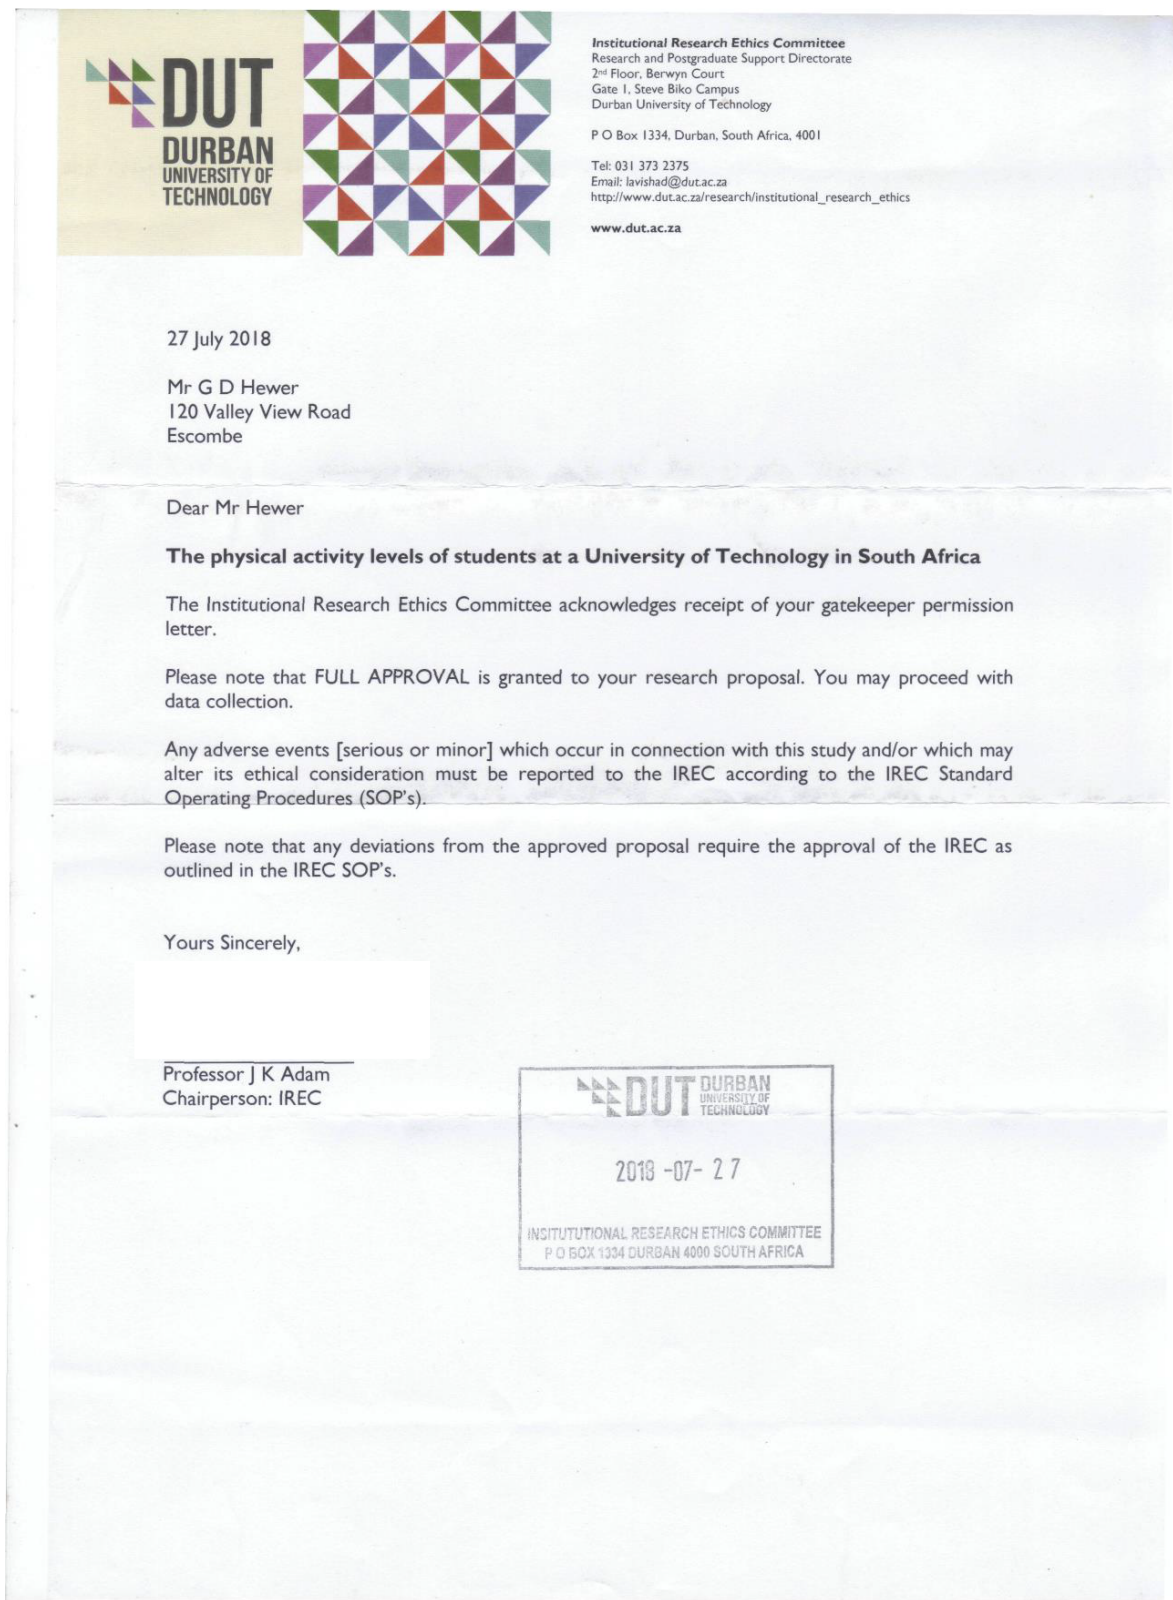 DUT
DURBAN
UNIVERSITY OF
TECHNOLOGY
Institutional Research Ethics Committee
Research and Postgraduate Support Directorate
2nd Floor, Berwyn Court
Gate 1, Steve Biko Campus
Durban University of Technology
P O Box 1334, Durban, South Africa, 4001
Tel: 031 373 2375
Email: lavishad@dut.ac.za
http://www.dut.ac.za/research/institutional_research_ethics
www.dut.ac.za
27 July 2018
Mr G D Hewer
120 Valley View Road
Escombe
Dear Mr Hewer
The physical activity levels of students at a University of Technology in South Africa
The Institutional Research Ethics Committee acknowledges receipt of your gatekeeper permission
letter.
Please note that FULL APPROVAL is granted to your research proposal. You may proceed with
data collection.
Any adverse events [serious or minor] which occur in connection with this study and/or which may
alter its ethical consideration must be reported to the IREC according to the IREC Standard
Operating Procedures (SOP's).
Please note that any deviations from the approved proposal require the approval of the IREC as
outlined in the IREC SOP's.
Yours Sincerely,
Professor J K Adam
Chairperson: IREC
DUT DURBAN
UNIVERSITY OF
TECHNOLOGY
2018 -07- 27
INSITUTUTIONAL RESEARCH ETHICS COMMITTEE
P O BOX 1334 DURBAN 4000 SOUTH AFRICA